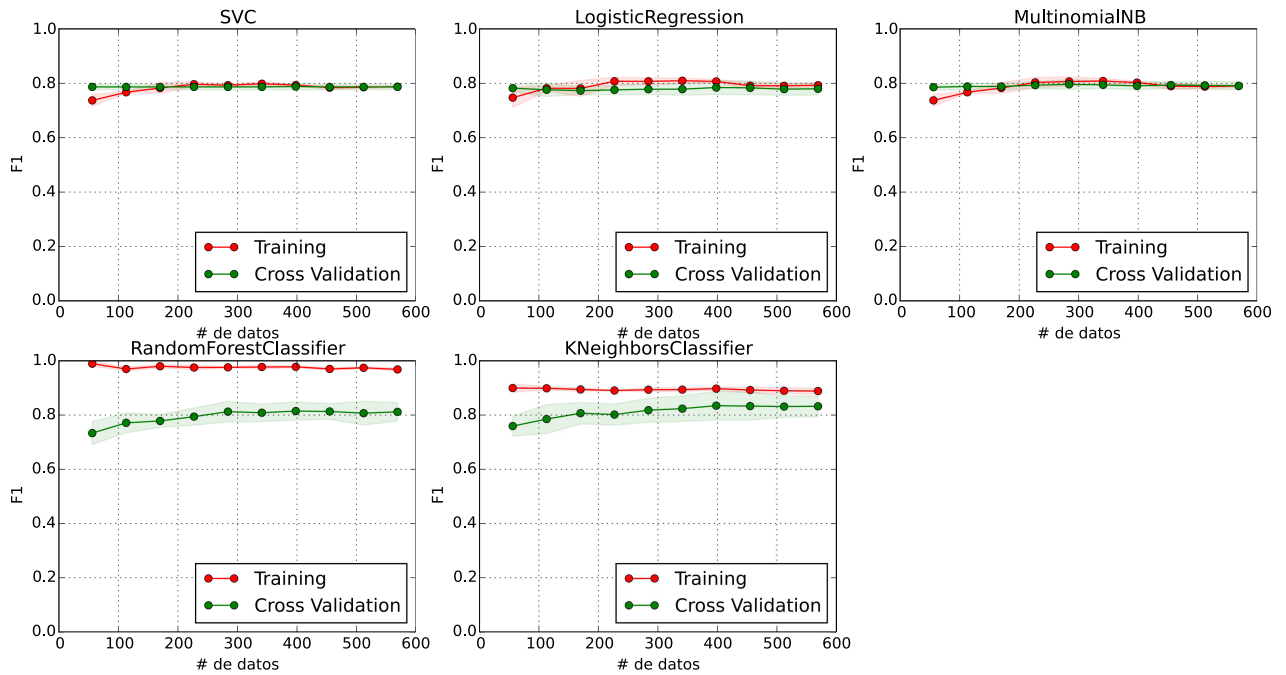 SVC
1.0
0.8
0.6
0.4
0.2
0.0
F1
Training
Cross Validation
0 100 200 300 400 500 600
# de datos
LogisticRegression
1.0
0.8
0.6
0.4
0.2
0.0
F1
Training
Cross Validation
0 100 200 300 400 500 600
# de datos
MultinomialNB
1.0
0.8
0.6
0.4
0.2
0.0
F1
Training
Cross Validation
0 100 200 300 400 500 600
# de datos
RandomForestClassifier
1.0
0.8
0.6
0.4
0.2
0.0
F1
Training
Cross Validation
0 100 200 300 400 500 600
# de datos
KNeighborsClassifier
1.0
0.8
0.6
0.4
0.2
0.0
F1
Training
Cross Validation
0 100 200 300 400 500 600
# de datos